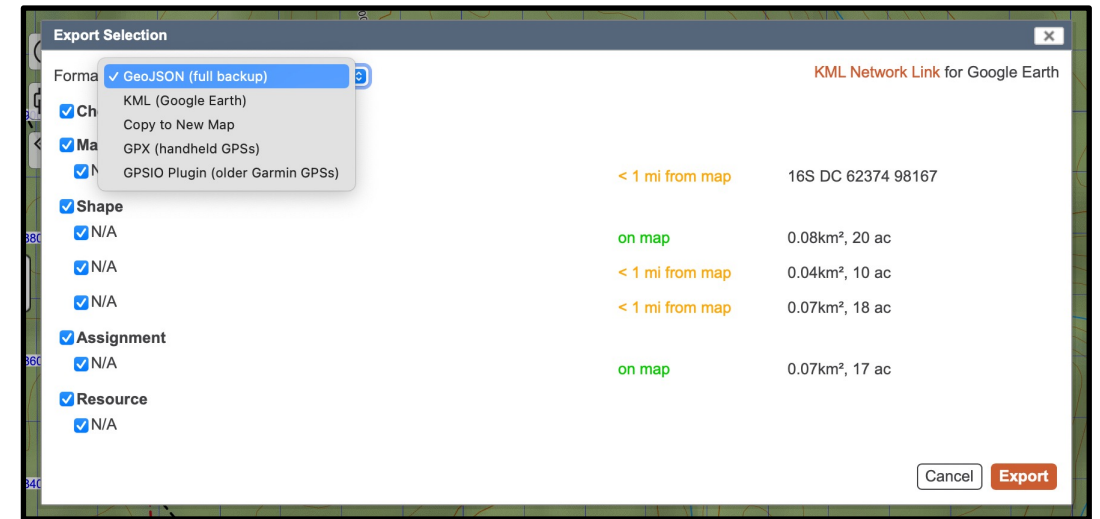 Export Selection
Forma
GeoJSON (full backup)
KML Network Link for Google Earth
KML (Google Earth)
Copy to New Map
GPX (handheld GPSs)
GPSIO Plugin (older Garmin GPSs)
Ch
Ma
N
< 1 mi from map 16S DC 62374 98167
Shape
N/A on map 0.08km², 20 ac
N/A < 1 mi from map 0.04km², 10 ac
N/A < 1 mi from map 0.07km², 18 ac
Assignment
N/A on map 0.07km², 17 ac
Resource
N/A
Cancel Export